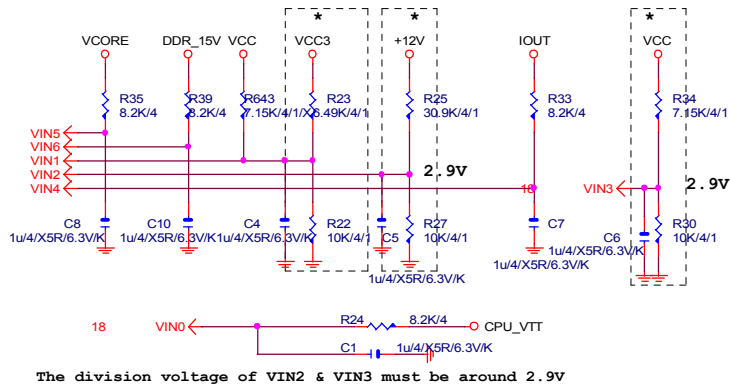 * * *
VCORE DDR_15V VCC VCC3 +12V IOUT VCC
R35 R39 R643 R23 R25 R33 R34
8.2K/4 8.2K/4 7.15K/4/1/X 6.49K/4/1 30.9K/4/1 8.2K/4 7.15K/4/1
VIN5
VIN6
VIN1
VIN2 2.9V
VIN4 18 VIN3 2.9V
C8 C10 C4 R22 C5 R27 C7 C6 R30
1u/4/X5R/6.3V/K 1u/4/X5R/6.3V/K 1u/4/X5R/6.3V/K 10K/4/1 10K/4/1 1u/4/X5R/6.3V/K 10K/4/1
1u/4/X5R/6.3V/K 1u/4/X5R/6.3V/K
18 VIN0 R24 8.2K/4 CPU_VTT
C1 1u/4/X5R/6.3V/K
The division voltage of VIN2 & VIN3 must be around 2.9V